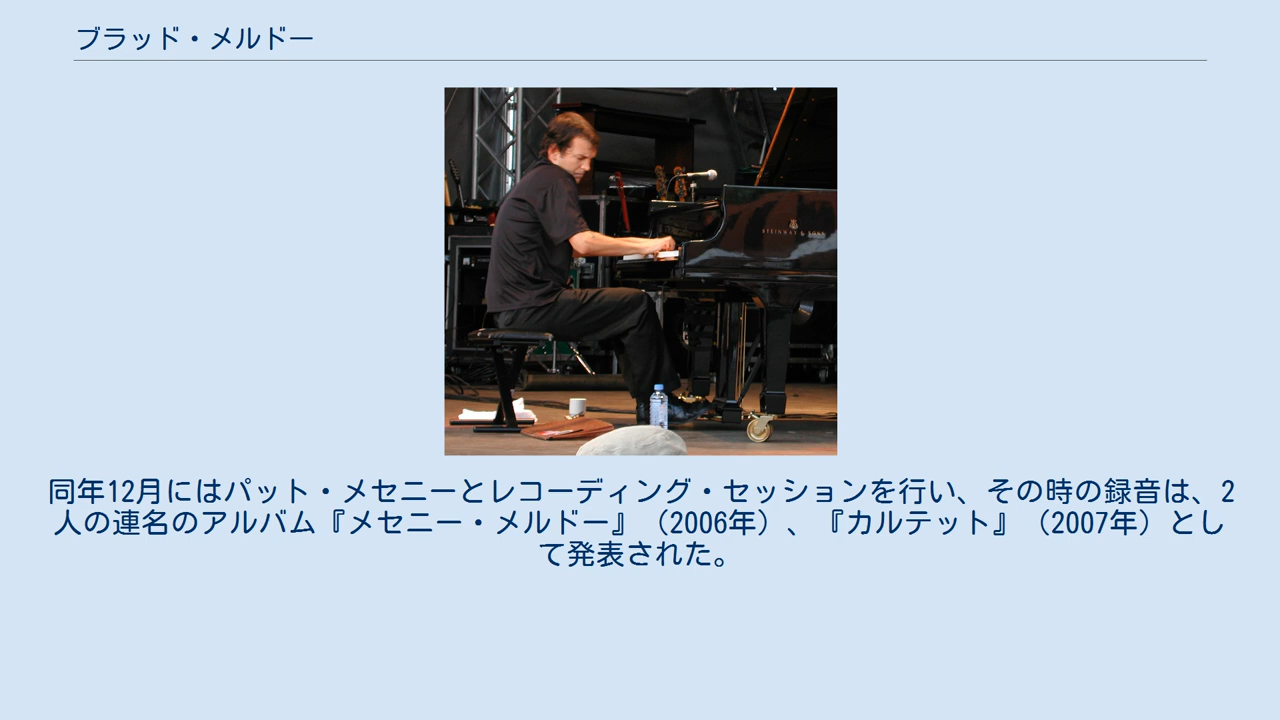 ブラッド・メルドー
STEINWAY & SONS
同年12月にはパット・メセニーとレコーディング・セッションを行い、その時の録音は、2
人の連名のアルバム『メセニー・メルドー』（2006年）、『カルテット』（2007年）とし
て発表された。